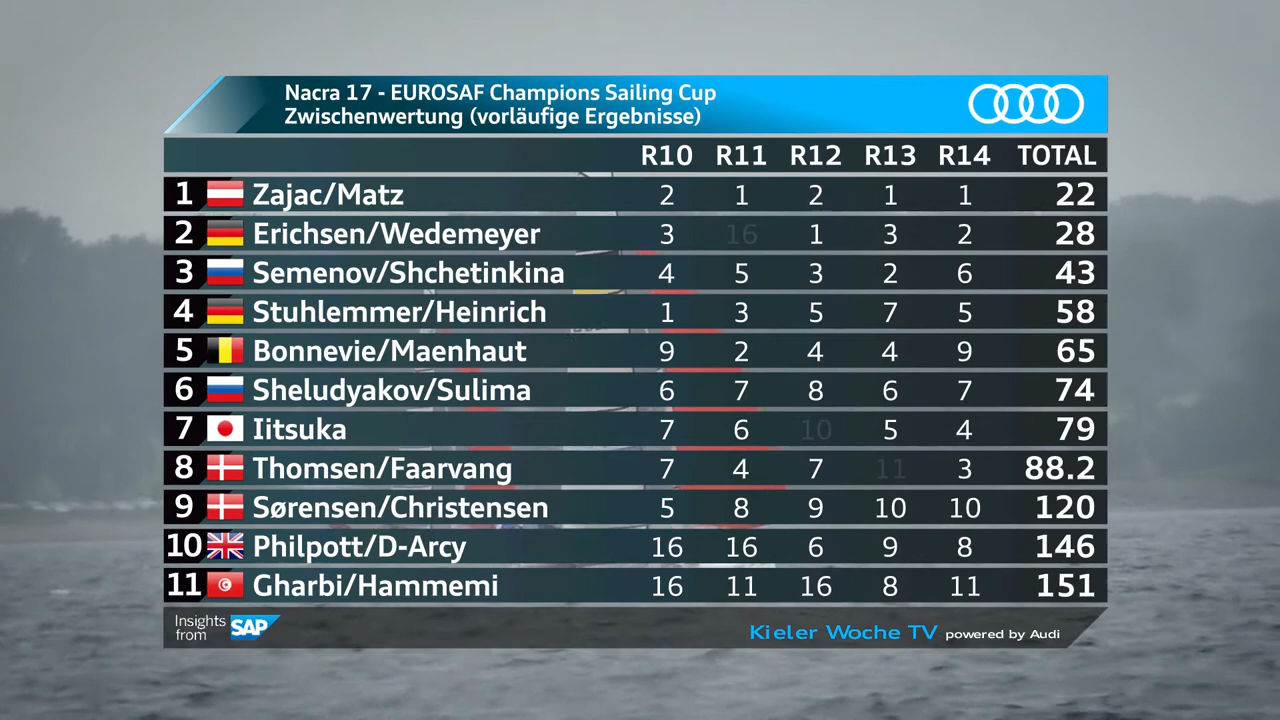 Nacra 17 - EUROSAF Champions Sailing Cup
Zwischenwertung (vorläufige Ergebnisse)
R10 R11 R12 R13 R14 TOTAL
1 Zajac/Matz 2 1 2 1 1 22
2 Erichsen/Wedemeyer 3 16 1 3 2 28
3 Semenov/Shchetinkina 4 5 3 2 6 43
4 Stuhlemmer/Heinrich 1 3 5 7 5 58
5 Bonnevie/Maenhaut 9 2 4 4 9 65
6 Sheludyakov/Sulima 6 7 8 6 7 74
7 Iitsuka 7 6 10 5 4 79
8 Thomsen/Faarvang 7 4 7 11 3 88.2
9 Sørensen/Christensen 5 8 9 10 10 120
10 Philpott/D-Arcy 16 16 6 9 8 146
11 Gharbi/Hammemi 16 11 16 8 11 151
Insights from SAP
Kieler Woche TV powered by Audi